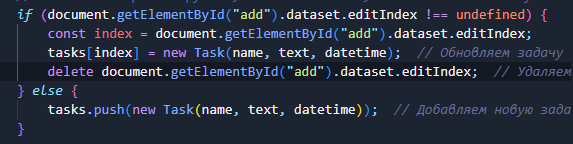 if (document.getElementById("add").dataset.editIndex !== undefined) {
const index = document.getElementById("add").dataset.editIndex;
tasks[index] = new Task(name, text, datetime); // Обновляем задачу
delete document.getElementById("add").dataset.editIndex; // Удаляем
} else {
tasks.push(new Task(name, text, datetime)); // Добавляем новую зада
}